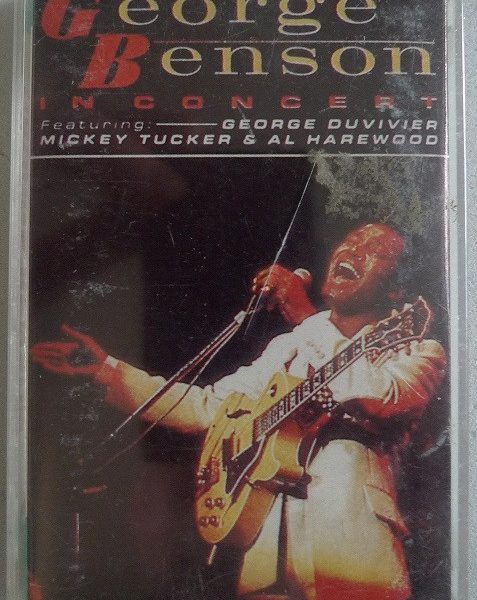 George
Benson
IN CONCERT
Featuring: GEORGE DUVIVIER
MICKEY TUCKER & AL HAREWOOD